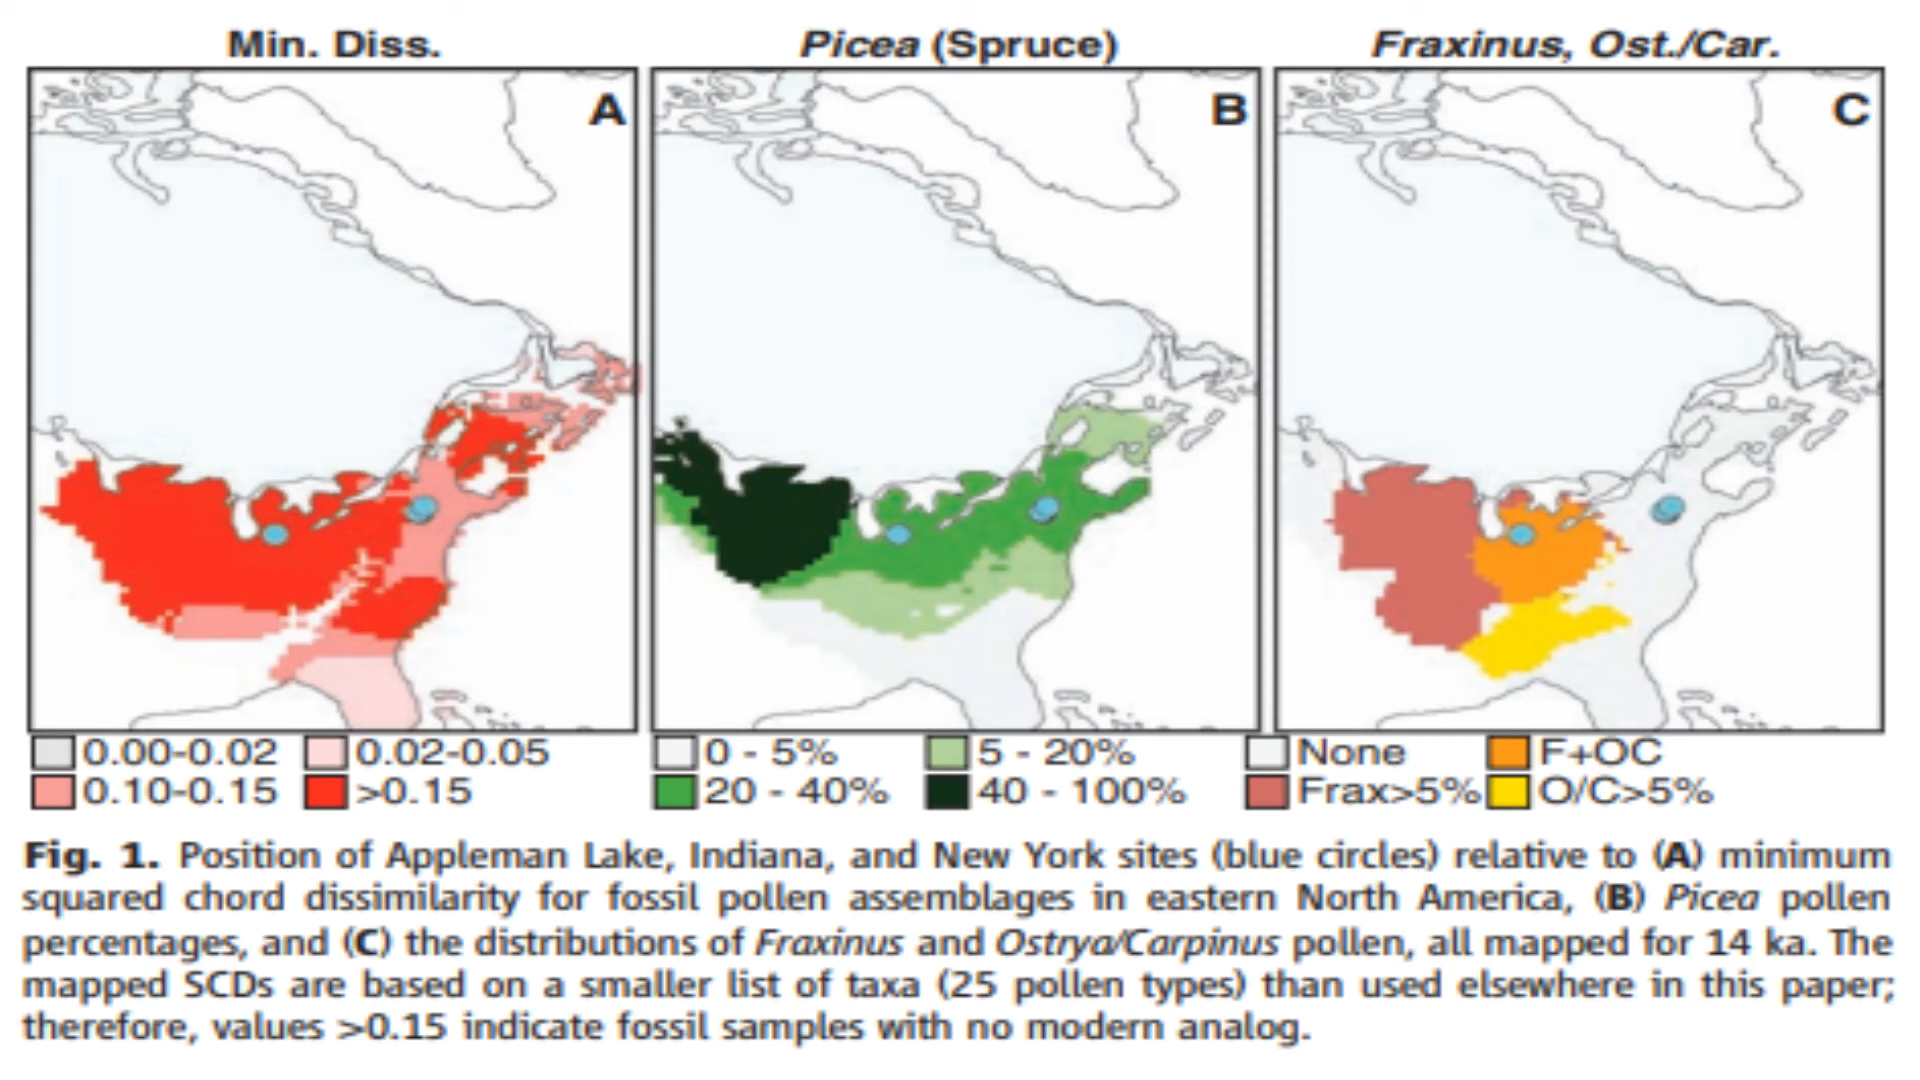 Min. Diss.
Picea (Spruce)
Fraxinus, Ost./Car.
A
B
C
0.00-0.02
0.02-0.05
0 - 5%
5 - 20%
None
F+OC
0.10-0.15
>0.15
20 - 40%
40 - 100%
Frax>5%
O/C>5%
Fig. 1. Position of Appleman Lake, Indiana, and New York sites (blue circles) relative to (A) minimum
squared chord dissimilarity for fossil pollen assemblages in eastern North America, (B) Picea pollen
percentages, and (C) the distributions of Fraxinus and Ostrya/Carpinus pollen, all mapped for 14 ka. The
mapped SCDs are based on a smaller list of taxa (25 pollen types) than used elsewhere in this paper;
therefore, values >0.15 indicate fossil samples with no modern analog.